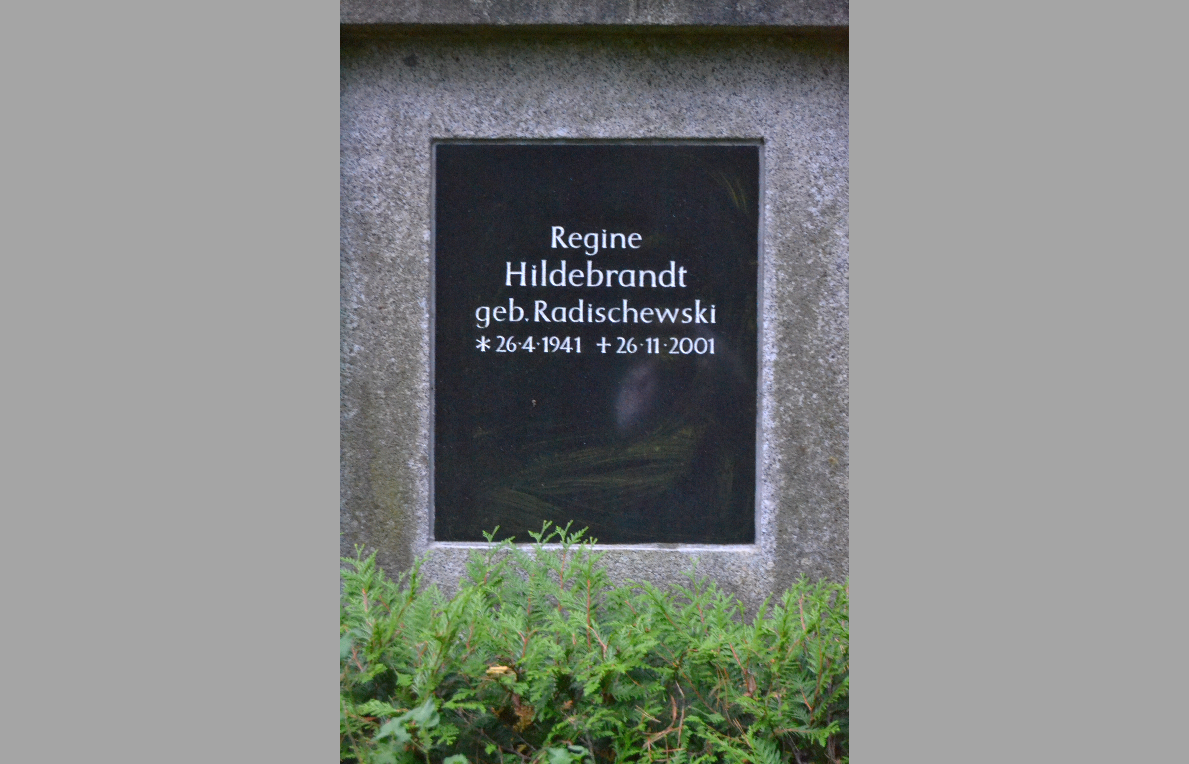 Regine
Hildebrandt
geb. Radischewski
*26·4·1941 +26·11·2001